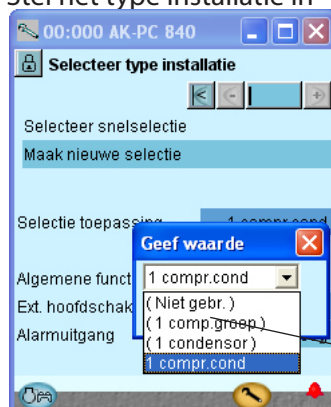 Stel het type installatie in
00:000 AK-PC 840
Selecteer type installatie
Selecteer snelselectie
Maak nieuwe selectie
Selectie toepassing 1 compr.cond
Geef waarde
Algemene funct
1 compr.cond
Ext. hoofdschak
(Niet gebr.)
(1 comp.groep)
Alarmuitgang
(1 condensor)
1 compr.cond